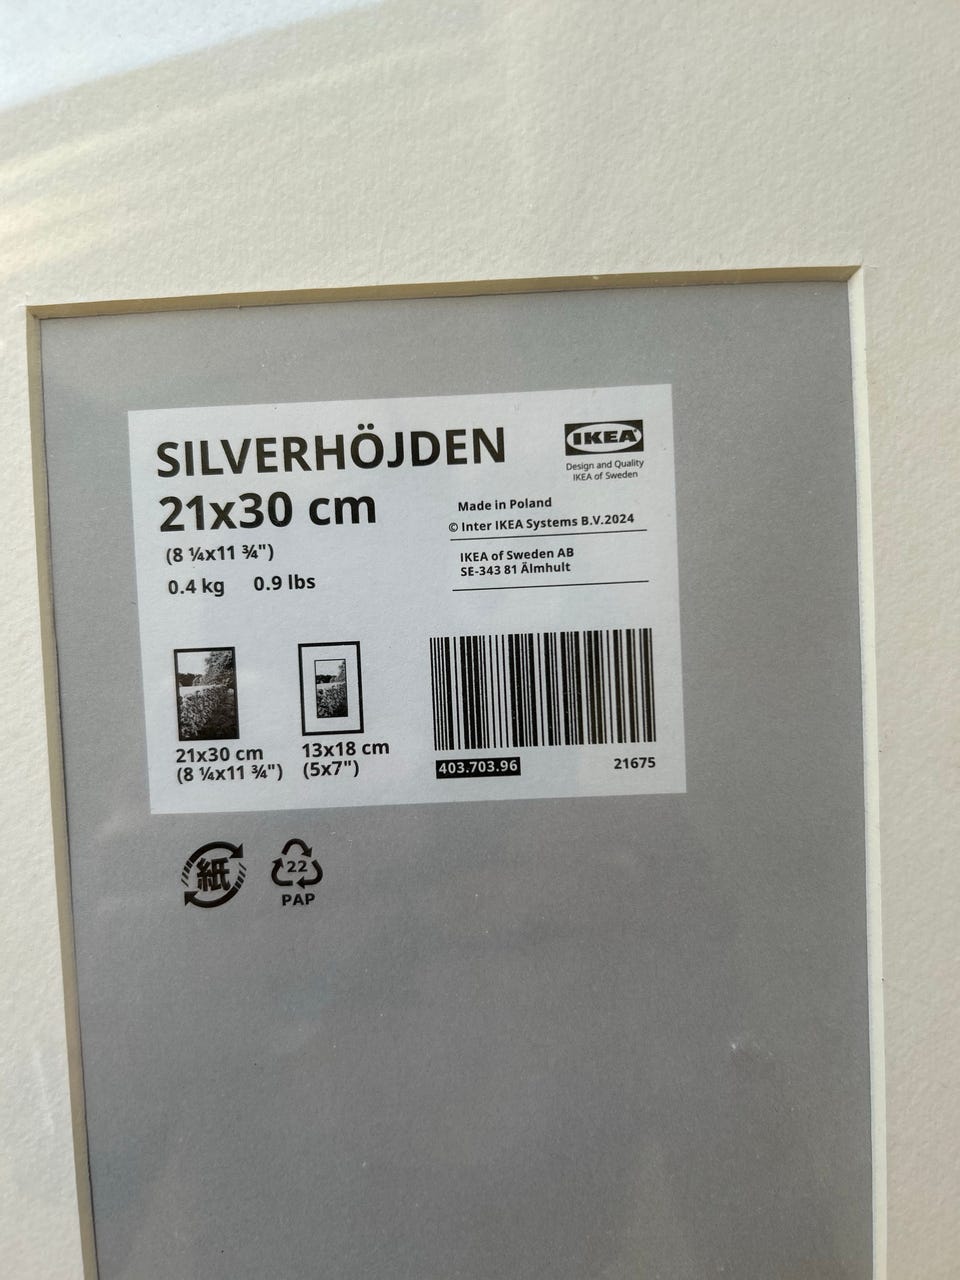 SILVERHÖJDEN
21x30 cm
(8 ¼x11 ¾")
0.4 kg 0.9 lbs
IKEA
Design and Quality
IKEA of Sweden
Made in Poland
© Inter IKEA Systems B.V.2024
IKEA of Sweden AB
SE-343 81 Älmhult
21x30 cm
(8 ¼x11 ¾")
13x18 cm
(5x7")
403.703.96
21675
紙
22
PAP